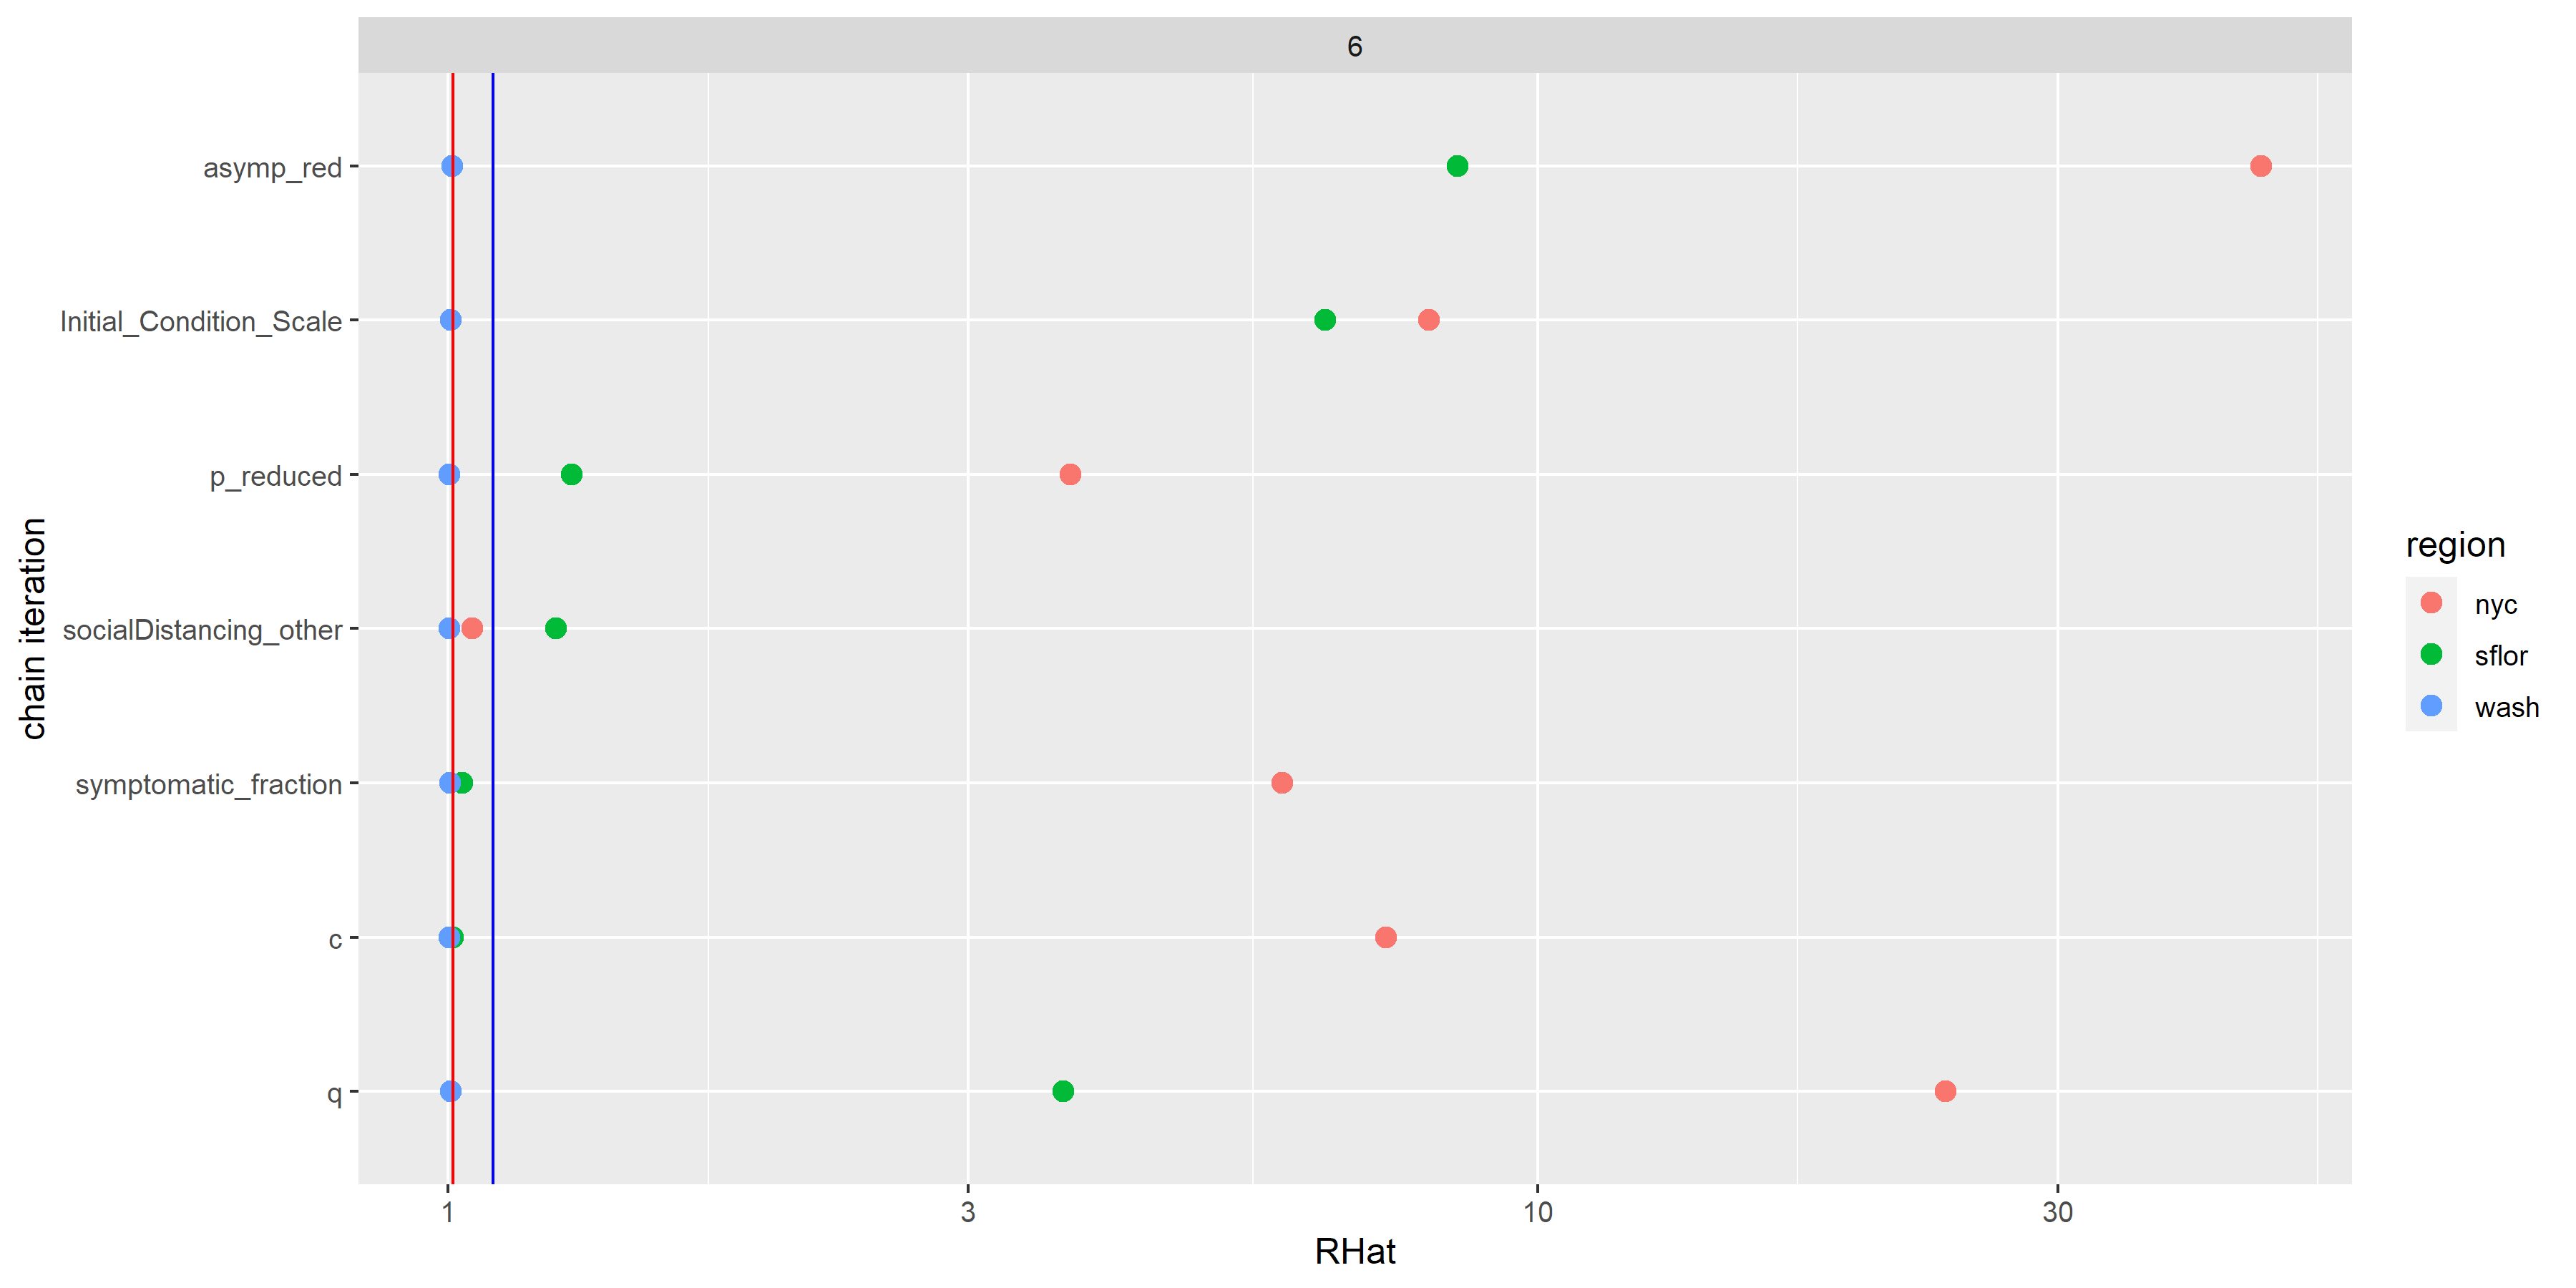 6
asymp_red
Initial_Condition_Scale
p_reduced
socialDistancing_other
symptomatic_fraction
c
q
chain iteration
1 3 10 30
RHat
region
nyc
sflor
wash